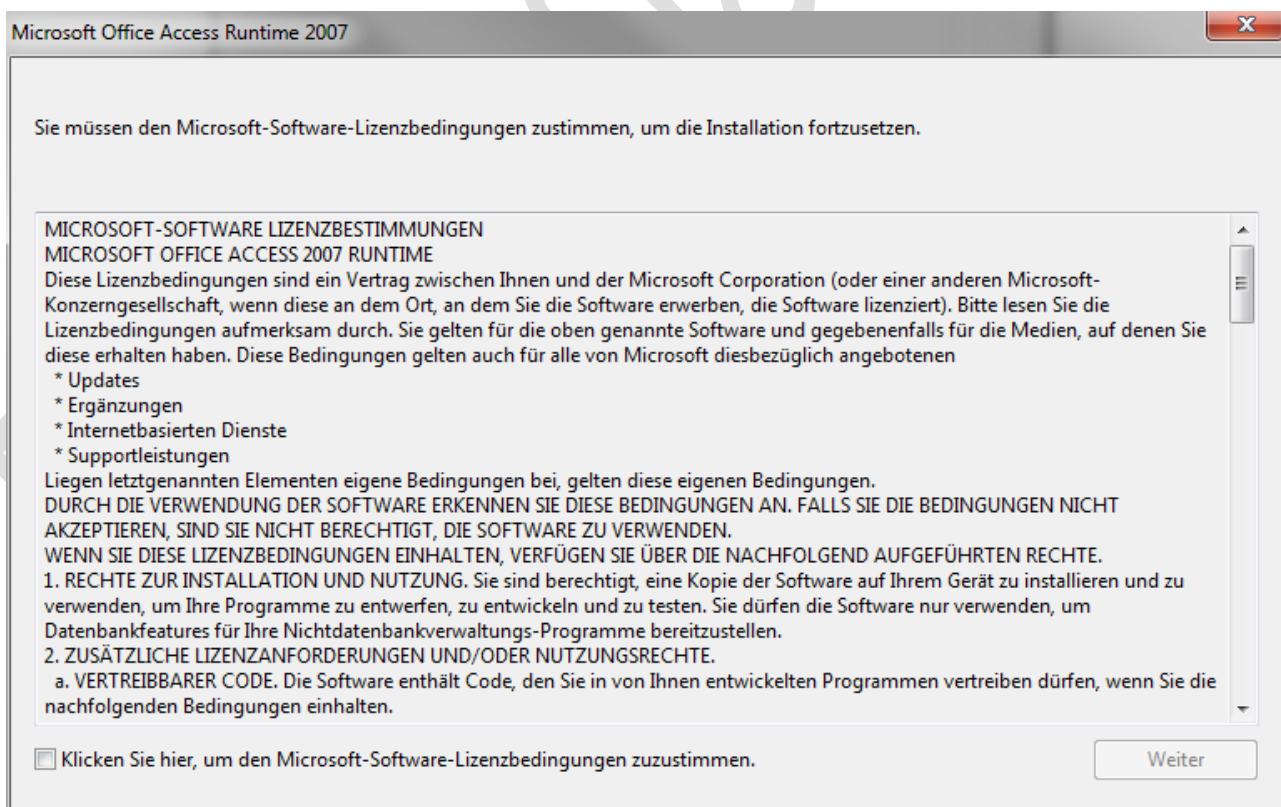 Microsoft Office Access Runtime 2007
Sie müssen den Microsoft-Software-Lizenzbedingungen zustimmen, um die Installation fortzusetzen.
MICROSOFT-SOFTWARE LIZENZBESTIMMUNGEN
MICROSOFT OFFICE ACCESS 2007 RUNTIME
Diese Lizenzbedingungen sind ein Vertrag zwischen Ihnen und der Microsoft Corporation (oder einer anderen Microsoft-
Konzerngesellschaft, wenn diese an dem Ort, an dem Sie die Software erwerben, die Software lizenziert). Bitte lesen Sie die
Lizenzbedingungen aufmerksam durch. Sie gelten für die oben genannte Software und gegebenenfalls für die Medien, auf denen Sie
diese erhalten haben. Diese Bedingungen gelten auch für alle von Microsoft diesbezüglich angebotenen
* Updates
* Ergänzungen
* Internetbasierten Dienste
* Supportleistungen
Liegen letztgenannten Elementen eigene Bedingungen bei, gelten diese eigenen Bedingungen.
DURCH DIE VERWENDUNG DER SOFTWARE ERKENNEN SIE DIESE BEDINGUNGEN AN. FALLS SIE DIE BEDINGUNGEN NICHT
AKZEPTIEREN, SIND SIE NICHT BERECHTIGT, DIE SOFTWARE ZU VERWENDEN.
WENN SIE DIESE LIZENZBEDINGUNGEN EINHALTEN, VERFÜGEN SIE ÜBER DIE NACHFOLGEND AUFGEFÜHRTEN RECHTE.
1. RECHTE ZUR INSTALLATION UND NUTZUNG. Sie sind berechtigt, eine Kopie der Software auf Ihrem Gerät zu installieren und zu
verwenden, um Ihre Programme zu entwerfen, zu entwickeln und zu testen. Sie dürfen die Software nur verwenden, um
Datenbankfeatures für Ihre Nichtdatenbankverwaltungs-Programme bereitzustellen.
2. ZUSÄTZLICHE LIZENZANFORDERUNGEN UND/ODER NUTZUNGSRECHTE.
a. VERTREIBBARER CODE. Die Software enthält Code, den Sie in von Ihnen entwickelten Programmen vertreiben dürfen, wenn Sie die
nachfolgenden Bedingungen einhalten.
Klicken Sie hier, um den Microsoft-Software-Lizenzbedingungen zuzustimmen.
Weiter